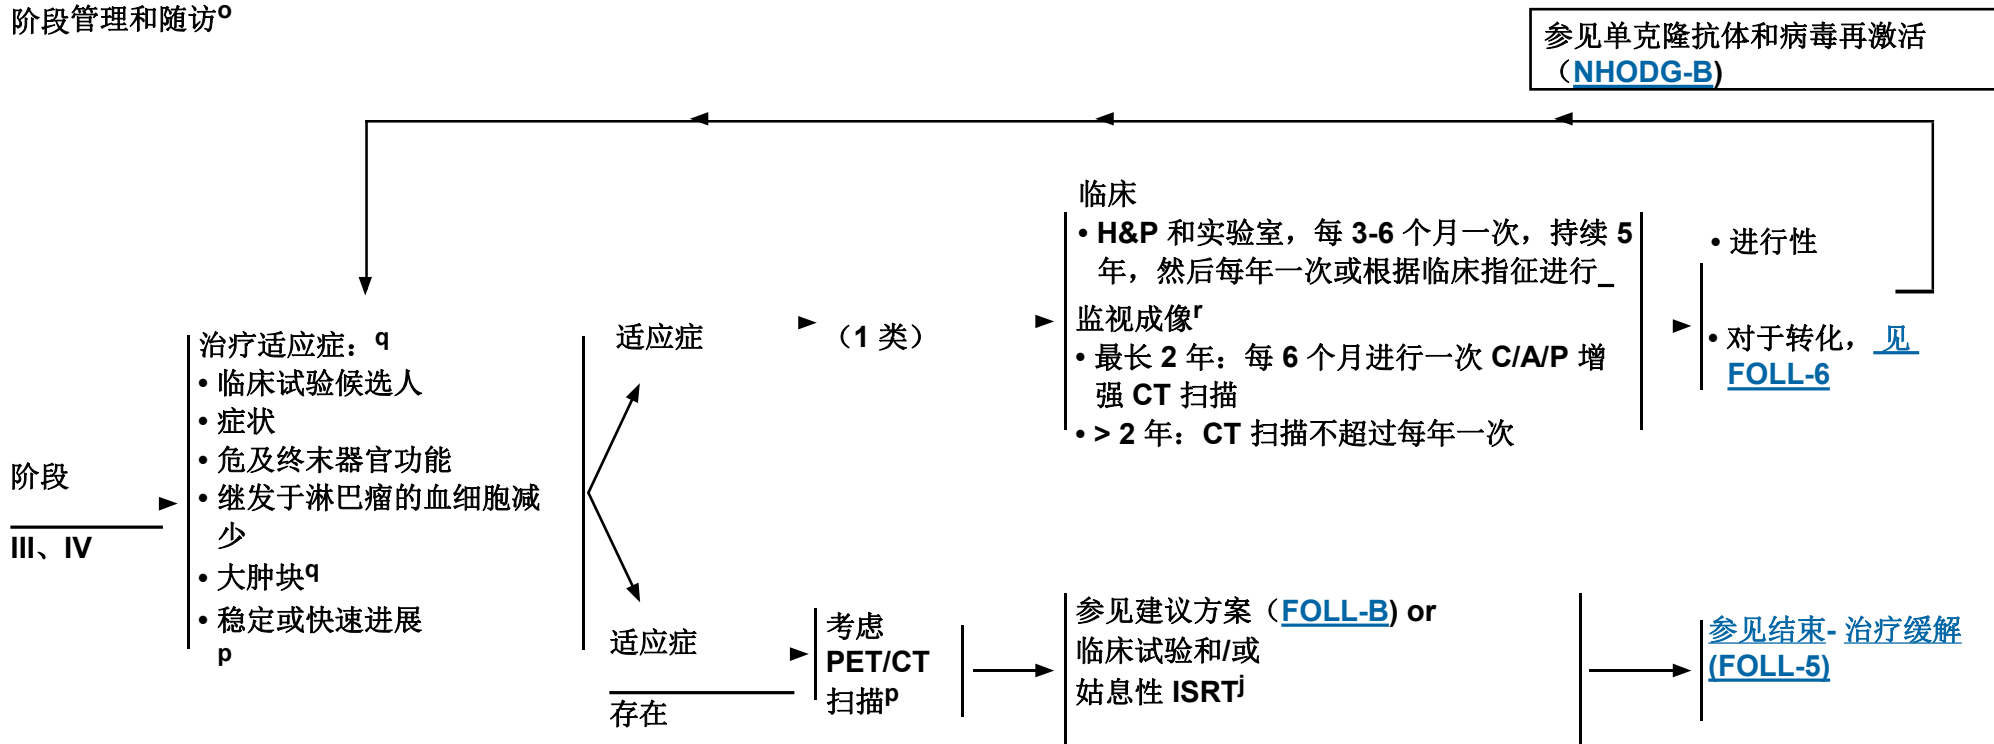 阶段管理和随访o
参见单克隆抗体和病毒再激活
（NHODG-B)
临床
• H&P 和实验室，每 3-6 个月一次，持续 5
年，然后每年一次或根据临床指征进行_
监视成像r
• 最长 2 年：每 6 个月进行一次 C/A/P 增
强 CT 扫描
• > 2 年：CT 扫描不超过每年一次
• 进行性
• 对于转化，见
FOLL-6
适应症
（1 类）
治疗适应症：q
• 临床试验候选人
• 症状
• 危及终末器官功能
• 继发于淋巴瘤的血细胞减
少
• 大肿块q
• 稳定或快速进展
p
阶段
III、IV
适应症
存在
考虑
PET/CT
扫描p
参见建议方案（FOLL-B) or
临床试验和/或
姑息性 ISRTj
参见结束- 治疗缓解
(FOLL-5)